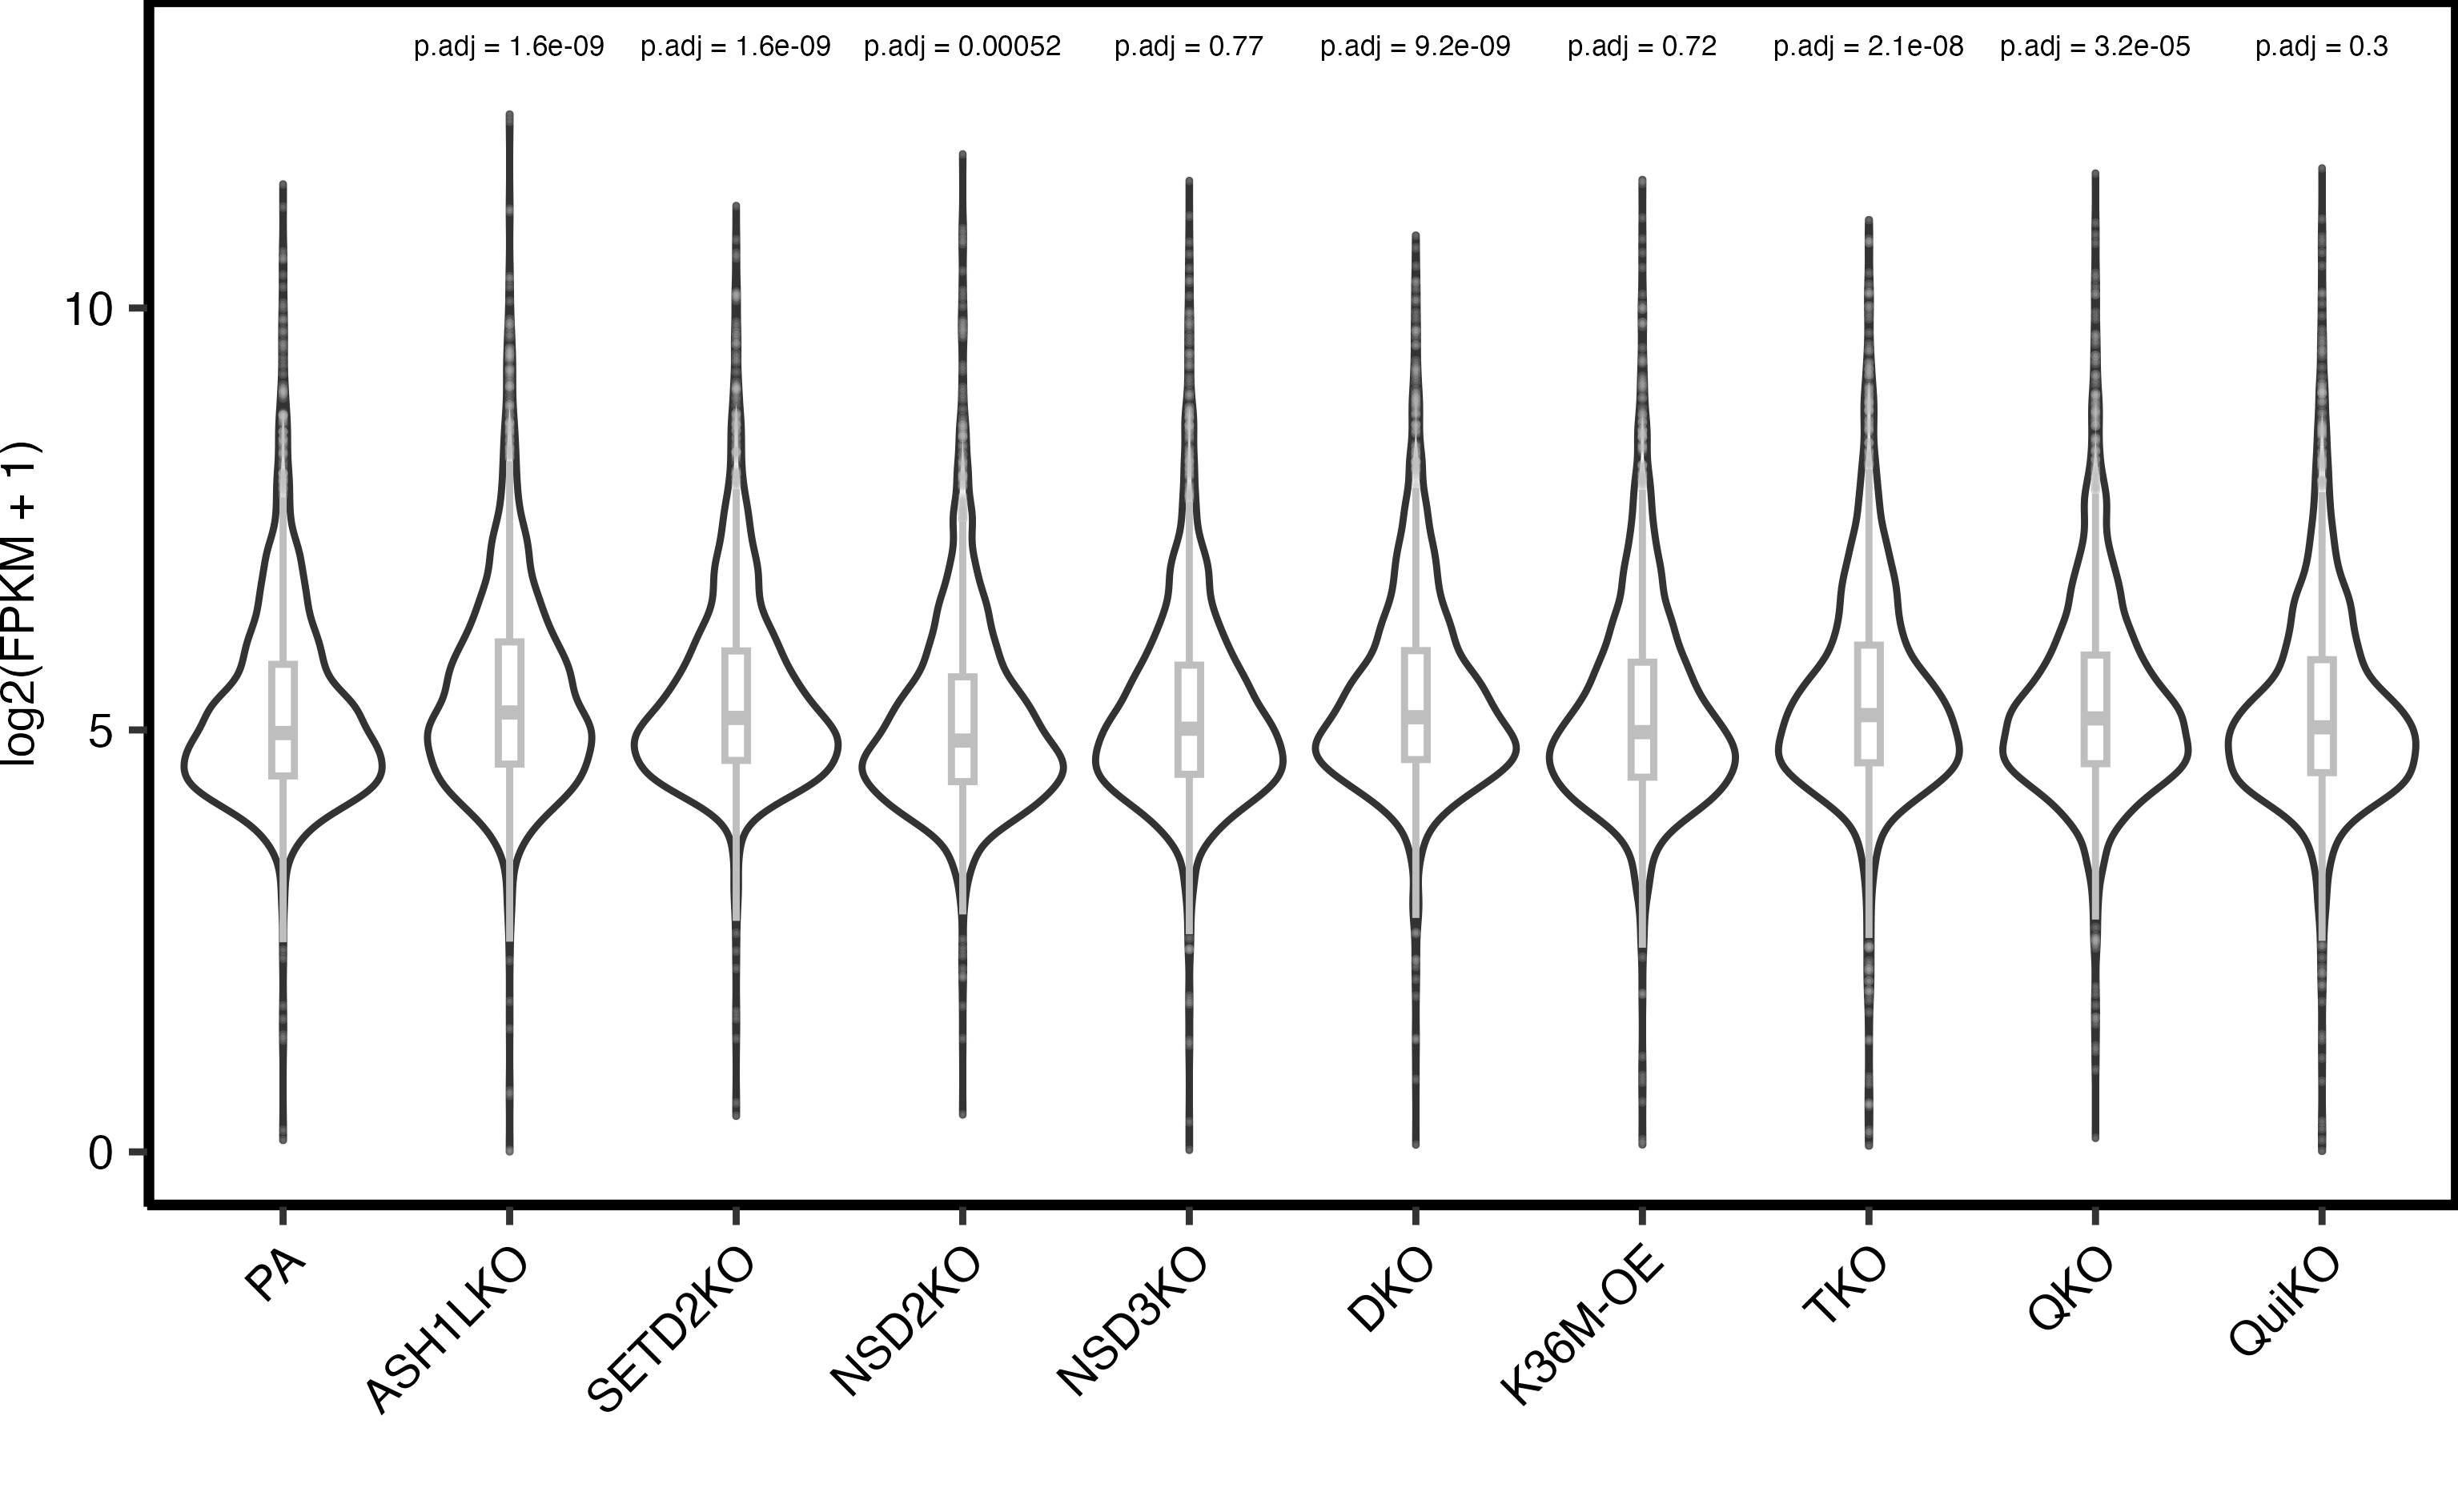 p.adj = 1.6e-09 p.adj = 1.6e-09 p.adj = 0.00052 p.adj = 0.77 p.adj = 9.2e-09 p.adj = 0.72 p.adj = 2.1e-08 p.adj = 3.2e-05 p.adj = 0.3
log2(FPKM + 1)
10
5
0
PA
ASH1LKO
SETD2KO
NSD2KO
NSD3KO
DKO
K36M-OE
TKO
QKO
QuiKO